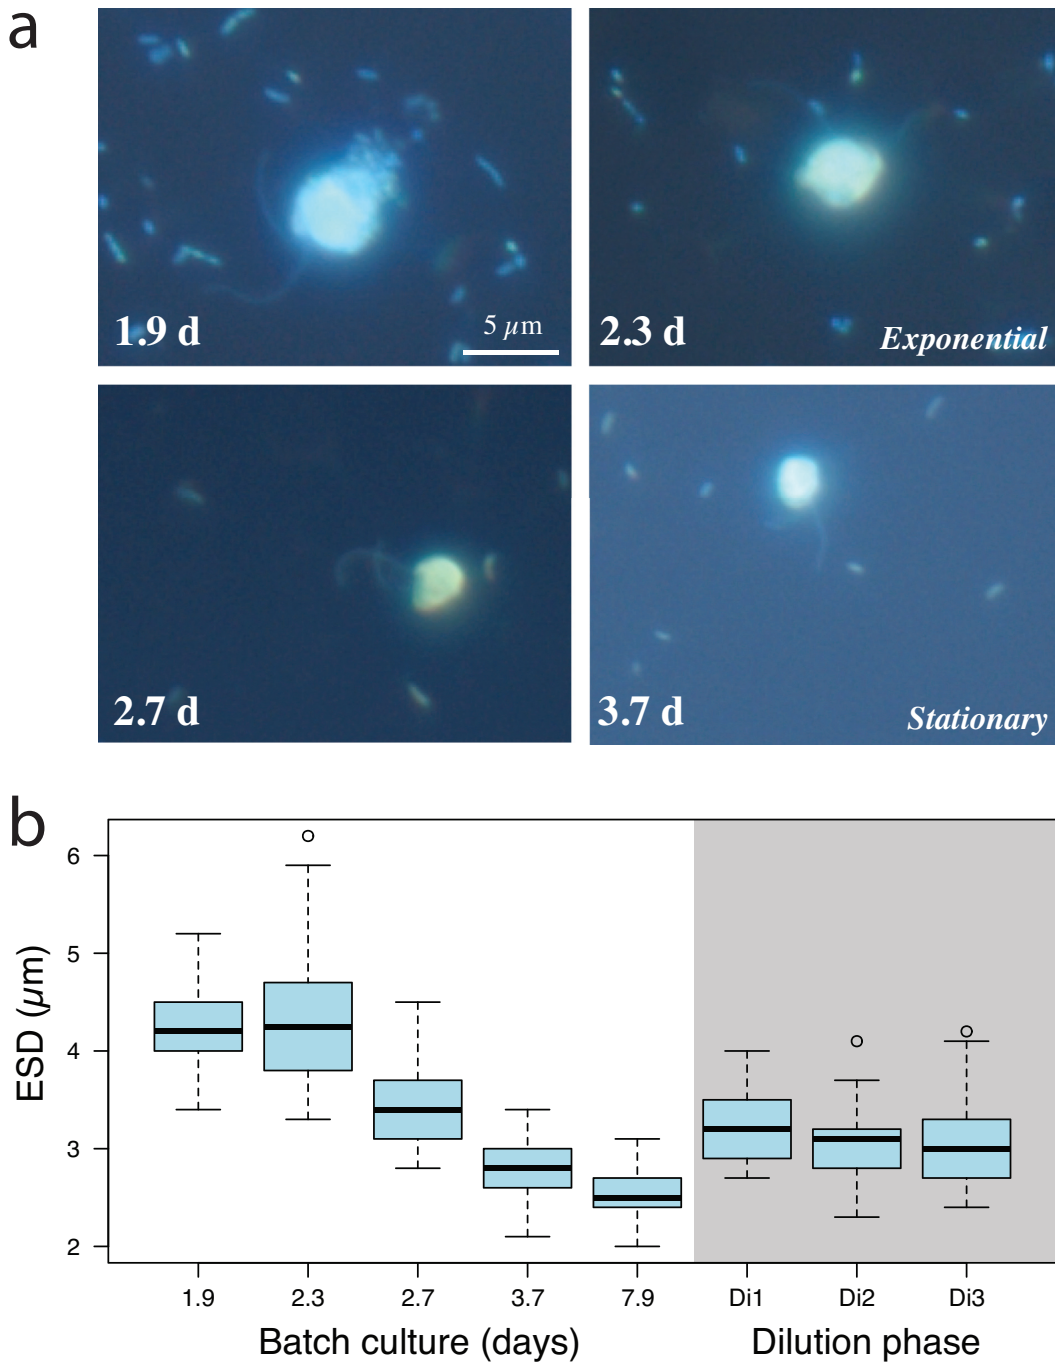 a
1.9 d
5 µm
2.3 d
Exponential
2.7 d
3.7 d
Stationary
b
ESD (µm)
6
5
4
3
2
1.9 2.3 2.7 3.7 7.9 Di1 Di2 Di3
Batch culture (days) Dilution phase